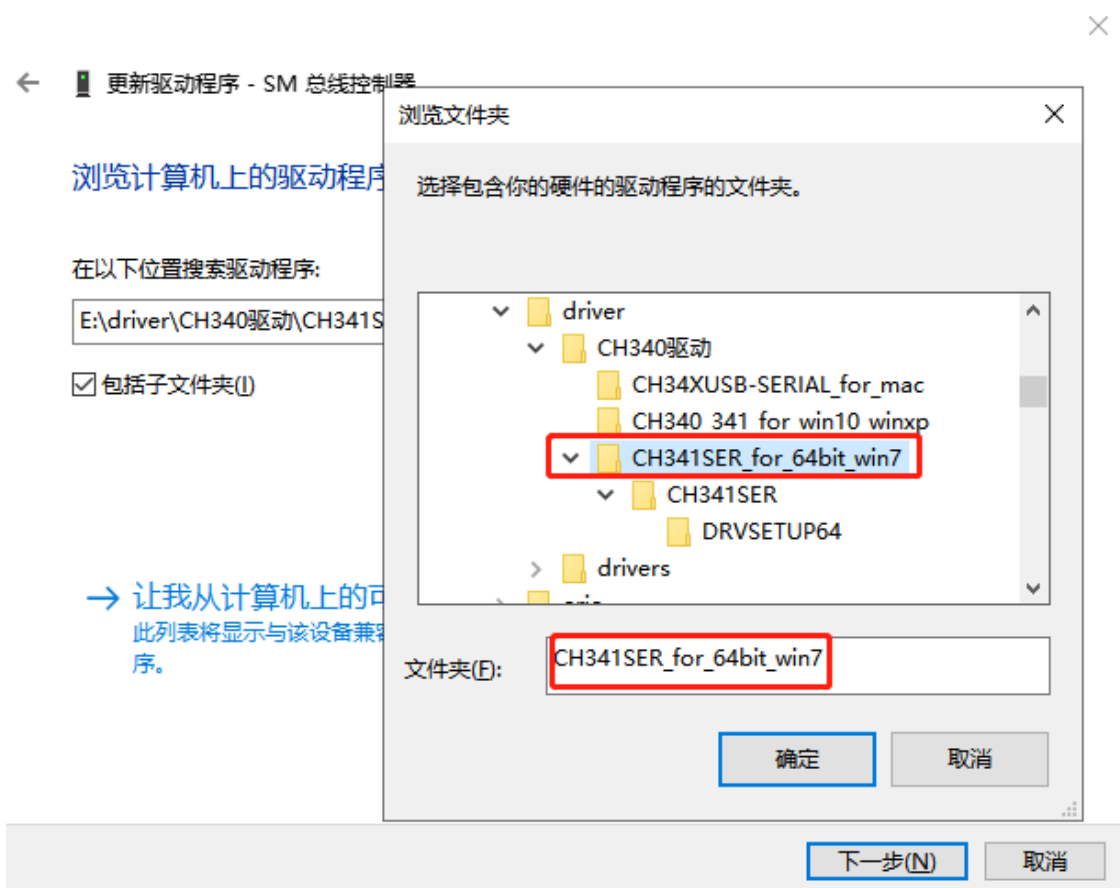 更新驱动程序 - SM 总线控制器
浏览文件夹
浏览计算机上的驱动程序
选择包含你的硬件的驱动程序的文件夹。
在以下位置搜索驱动程序:
E:\driver\CH340驱动\CH341S
包括子文件夹(I)
driver
CH340驱动
CH34XUSB-SERIAL_for_mac
CH340_341_for_win10_winxp
CH341SER_for_64bit_win7
CH341SER
DRVSETUP64
drivers
让我从计算机上的可
此列表将显示与该设备兼容
序。
文件夹(F):
CH341SER_for_64bit_win7
确定
取消
下一步(N)
取消